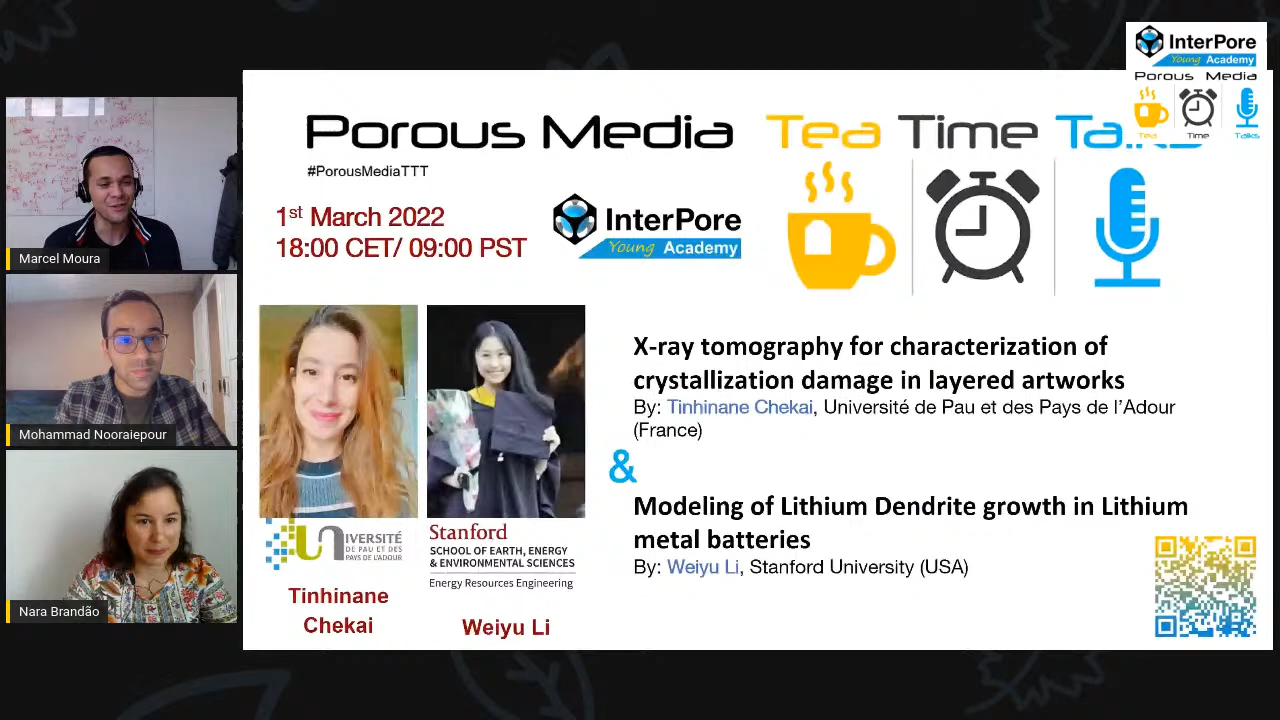 InterPore
Young Academy
Porous Media
Tea Time Talks
Porous Media Tea Time
#PorousMediaTTT
1st March 2022
18:00 CET/ 09:00 PST
InterPore
Young Academy
Marcel Moura
Mohammad Nooraiepour
Nara Brandão
X-ray tomography for characterization of
crystallization damage in layered artworks
By: Tinhinane Chekai, Université de Pau et des Pays de l'Adour
(France)
&
Modeling of Lithium Dendrite growth in Lithium
metal batteries
By: Weiyu Li, Stanford University (USA)
UNIVERSITÉ
DE PAU ET DES
PAYS DE L'ADOUR
Tinhinane
Chekai
Stanford
SCHOOL OF EARTH, ENERGY
& ENVIRONMENTAL SCIENCES
Energy Resources Engineering
Weiyu Li